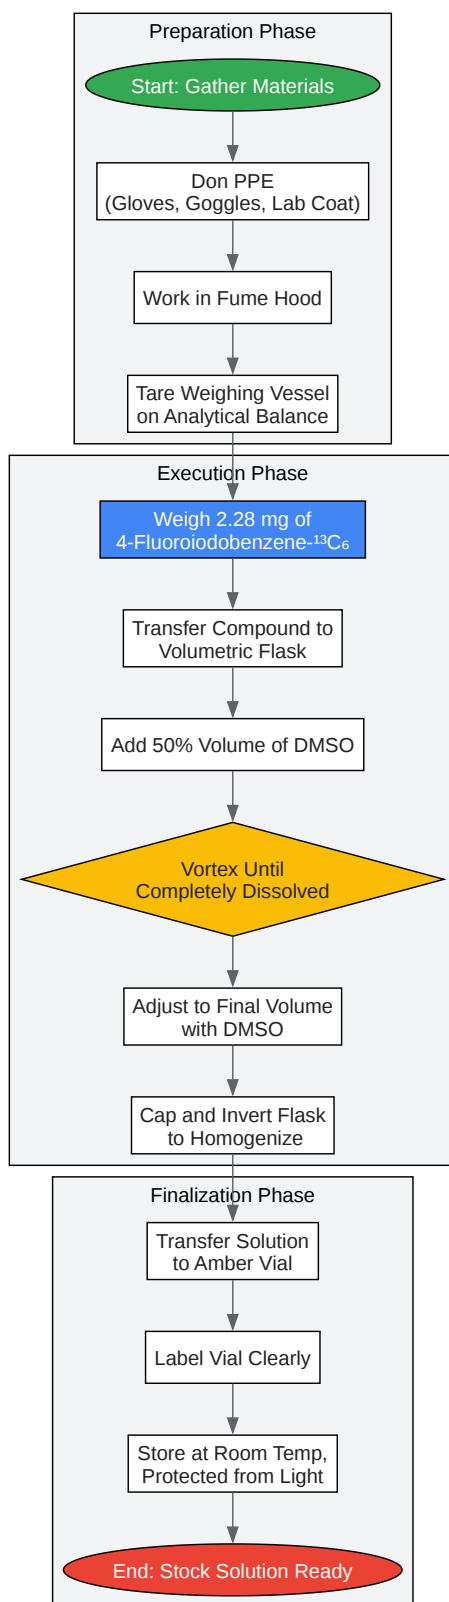 Preparation Phase
Start: Gather Materials
Don PPE
(Gloves, Goggles, Lab Coat)
Work in Fume Hood
Tare Weighing Vessel
on Analytical Balance
Execution Phase
Weigh 2.28 mg of
4-Fluoroiodobenzene-¹³C₆
Transfer Compound to
Volumetric Flask
Add 50% Volume of DMSO
Vortex Until
Completely Dissolved
Adjust to Final Volume
with DMSO
Cap and Invert Flask
to Homogenize
Finalization Phase
Transfer Solution
to Amber Vial
Label Vial Clearly
Store at Room Temp,
Protected from Light
End: Stock Solution Ready